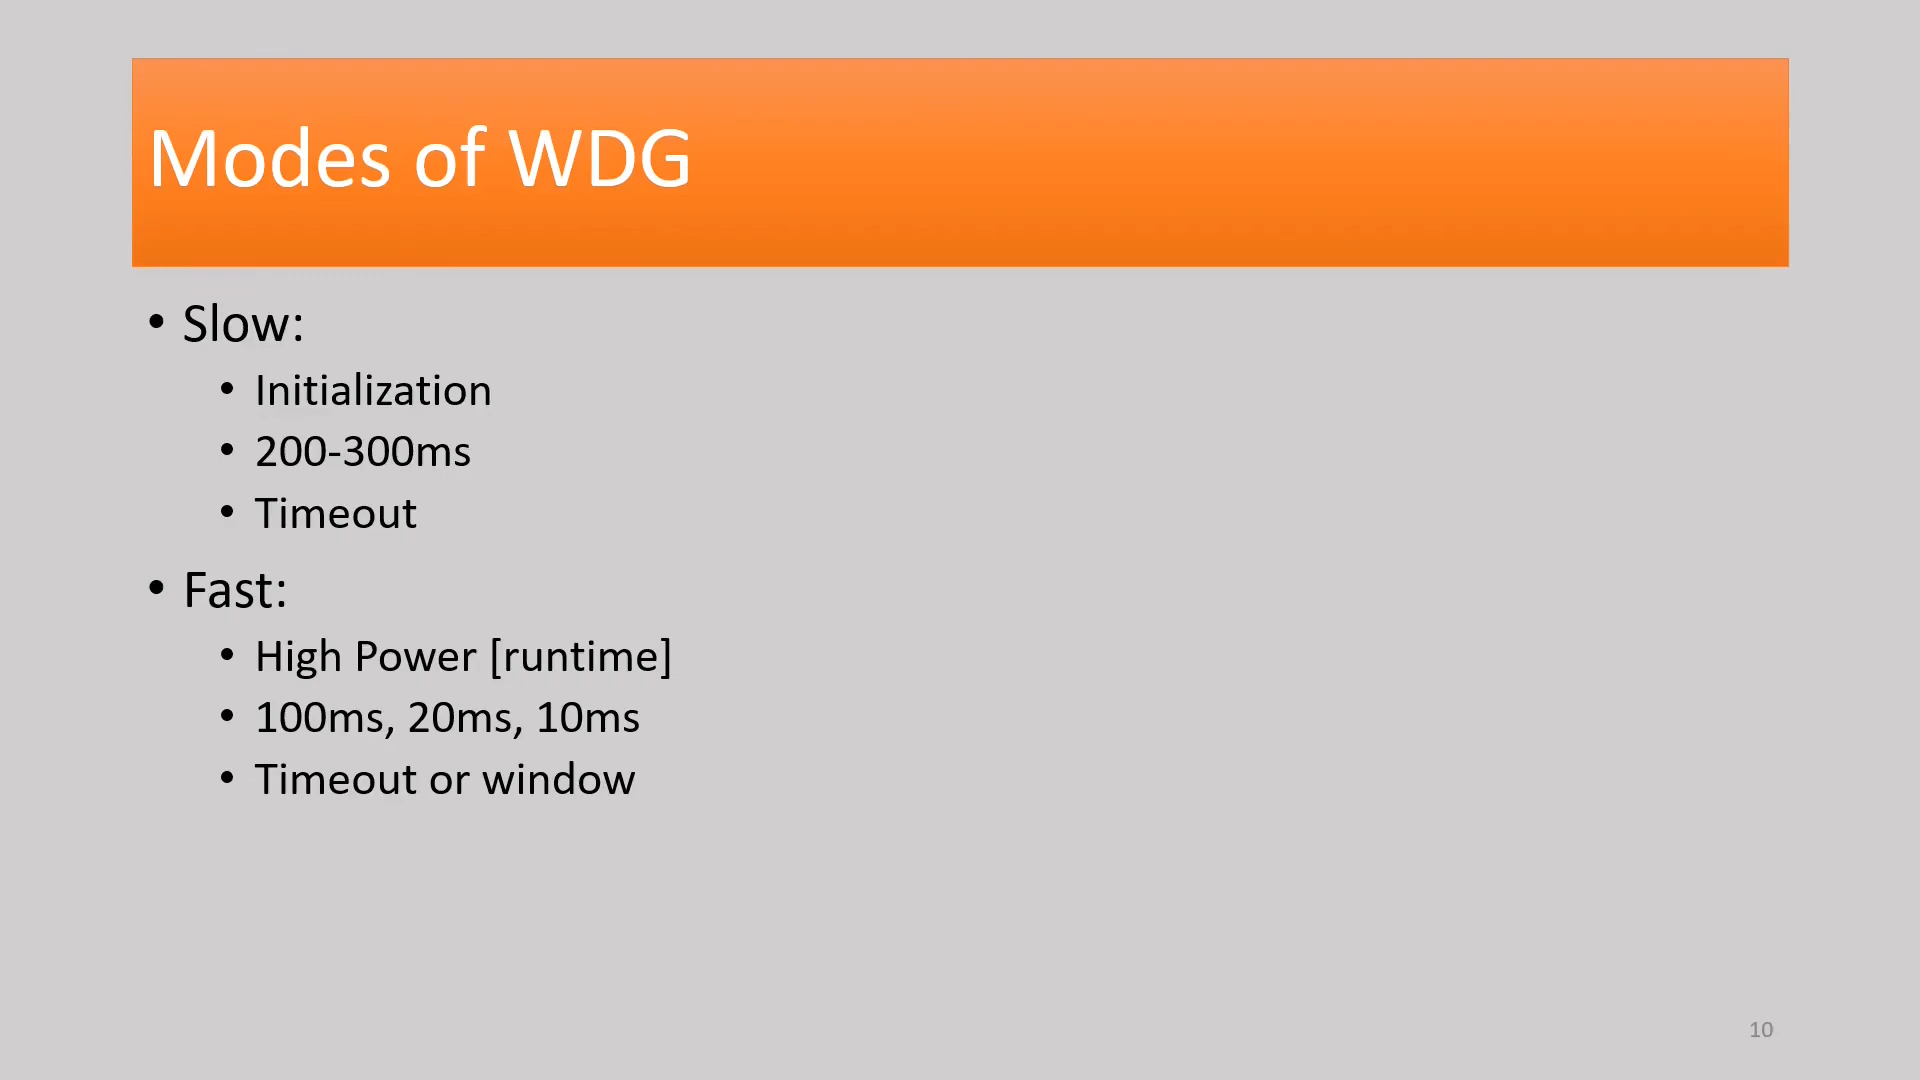 Modes of WDG
• Slow:
• Initialization
• 200-300ms
• Timeout
• Fast:
• High Power [runtime]
• 100ms, 20ms, 10ms
• Timeout or window
10